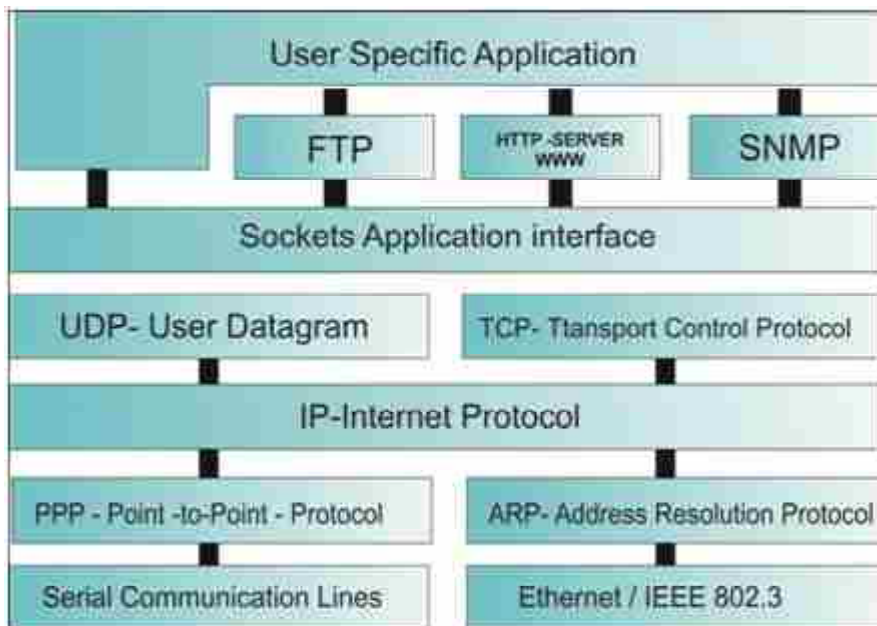 User Specific Application
FTP
HTTP -SERVER
WWW
SNMP
Sockets Application interface
UDP- User Datagram
TCP- Ttansport Control Protocol
IP-Internet Protocol
PPP - Point -to-Point - Protocol
ARP- Address Resolution Protocol
Serial Communication Lines
Ethernet / IEEE 802.3